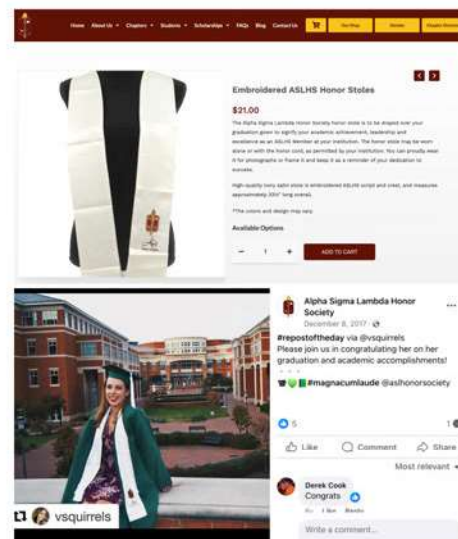 Home About Us Chapters Students Scholarships FAQs Blog Contact Us
Embroidered ASLHS Honor Stoles
$21.00
The Alpha Sigma Lambda Honor Society honor stole is to be draped over your
graduation gown to signify your academic achievement, leadership and
excellence as an ASLHS Member at your institution. The honor stole may be worn
alone or with the honor cord, as permitted by your institution. You can proudly wear
it for photographs or frame it and keep it as a reminder of your dedication to
success.
High-quality ivory satin stole is embroidered ASLHS script and crest, and measures
approximately
long overall.
*The colors and design may vary.
Available Options
− 1 +
ADD TO CART
Alpha Sigma Lambda Honor
Society
December 8, 2017
#repostoftheday via @vsquirrels
Please join us in congratulating her on her
graduation and academic accomplishments!
#magnacumlaude @aslhonorsociety
5
1
Like Comment Share
Most relevant
Derek Cook
Congrats
Write a comment...
vsquirrels